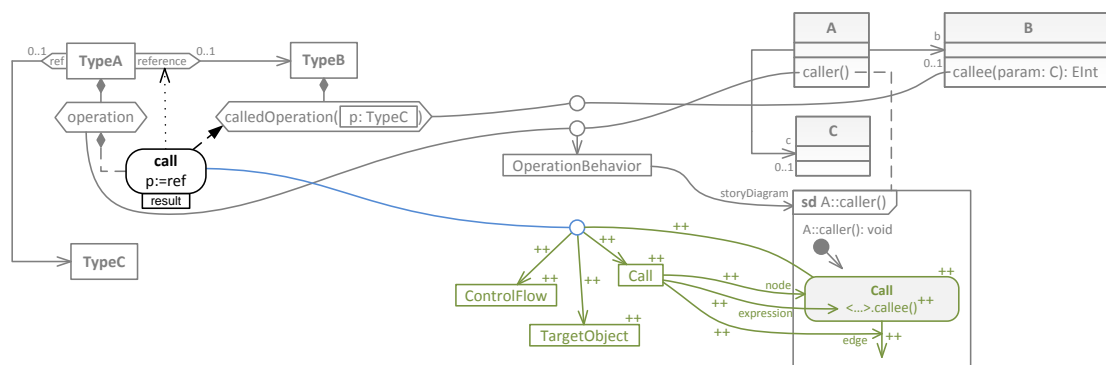 A
B
0..1
ref
TypeA
reference
0..1
TypeB
b
0..1
caller()
callee(param: C): EInt
operation
calledOperation(
p: TypeC
)
C
c
0..1
call
p:=ref
result
OperationBehavior
storyDiagram
sd A::caller()
A::caller(): void
TypeC
++
++
++
++
++
++
++
Call
++
++
ControlFlow
++
node
Call
expression
<...>.callee()
++
++
++
TargetObject
++
edge
++